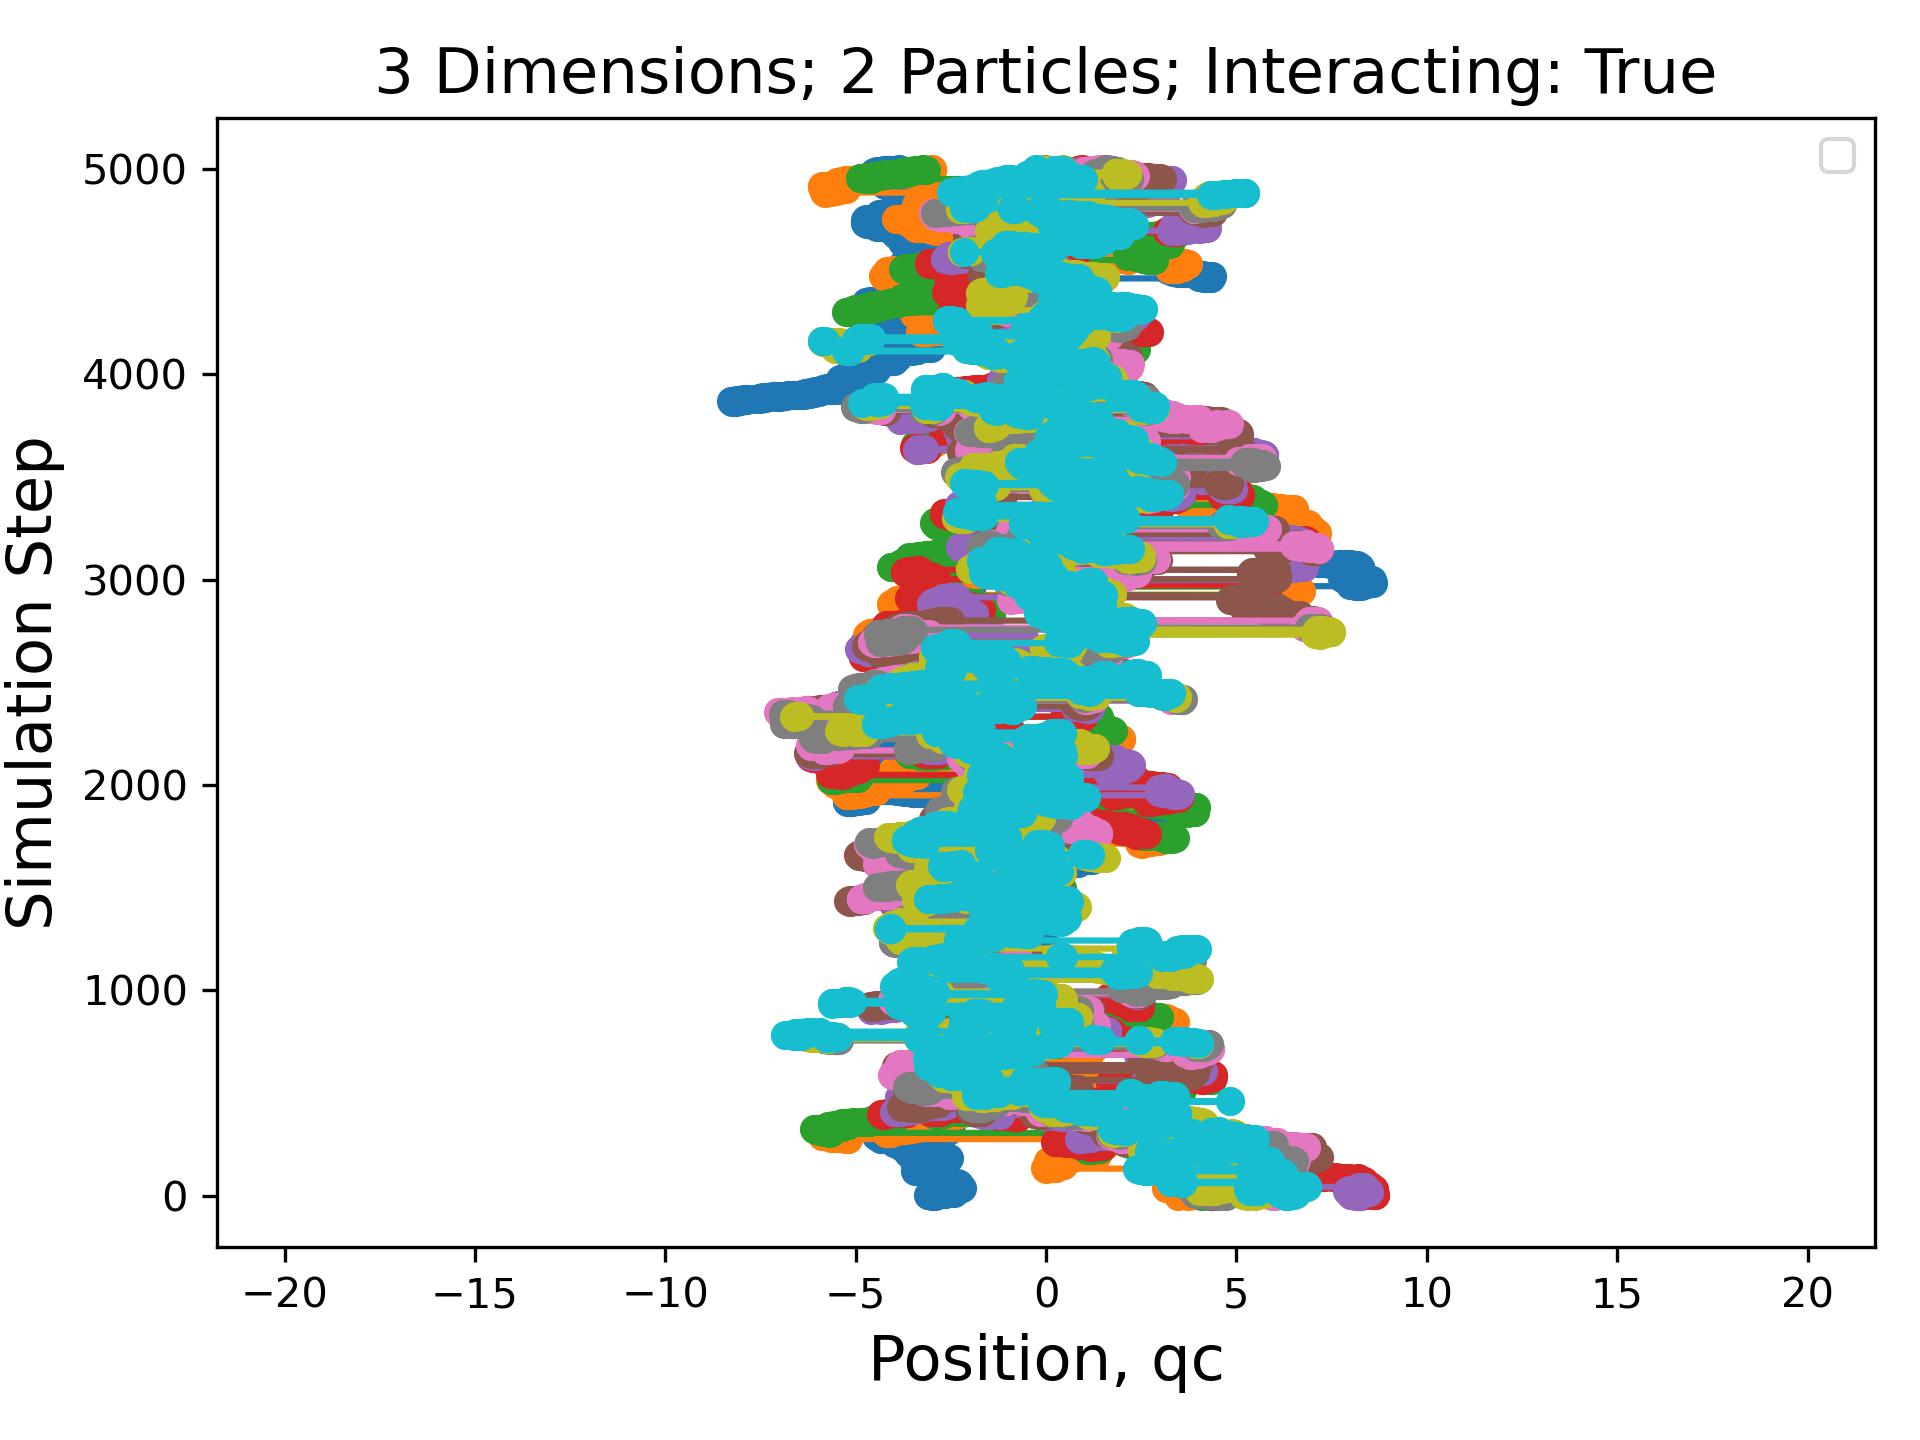 3 Dimensions; 2 Particles; Interacting: True
Simulation Step
5000
4000
3000
2000
1000
0
−20 −15 −10 −5 0 5 10 15 20
Position, qc